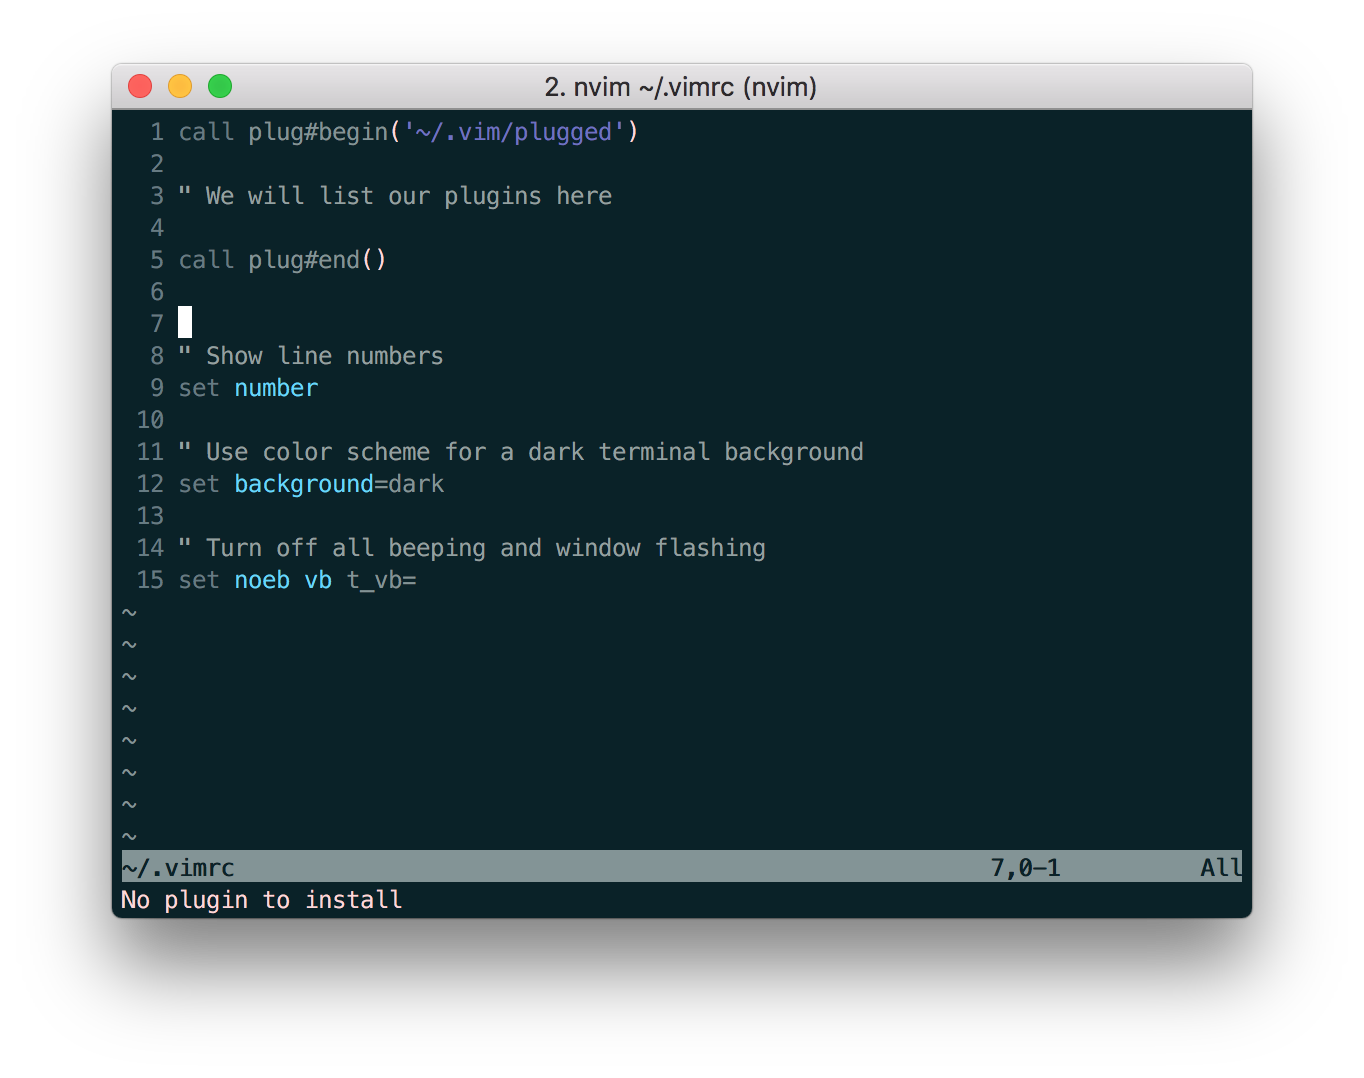 2. nvim ~/.vimrc (nvim)
1 call plug#begin('~/.vim/plugged')
2
3 " We will list our plugins here
4
5 call plug#end()
6
7
8 " Show line numbers
9 set number
10
11 " Use color scheme for a dark terminal background
12 set background=dark
13
14 " Turn off all beeping and window flashing
15 set noeb vb t_vb=
~
~
~
~
~
~
~
~
~/.vimrc 7,0-1 All
No plugin to install